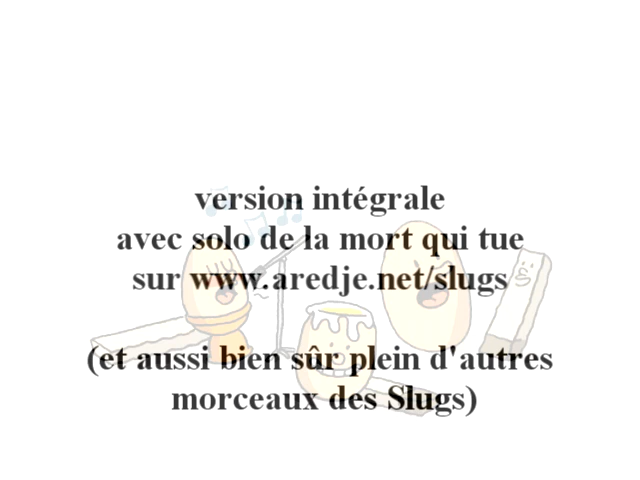 version intégrale
avec solo de la mort qui tue
sur www.aredje.net/slugs
(et aussi bien sûr plein d'autres
morceaux des Slugs)